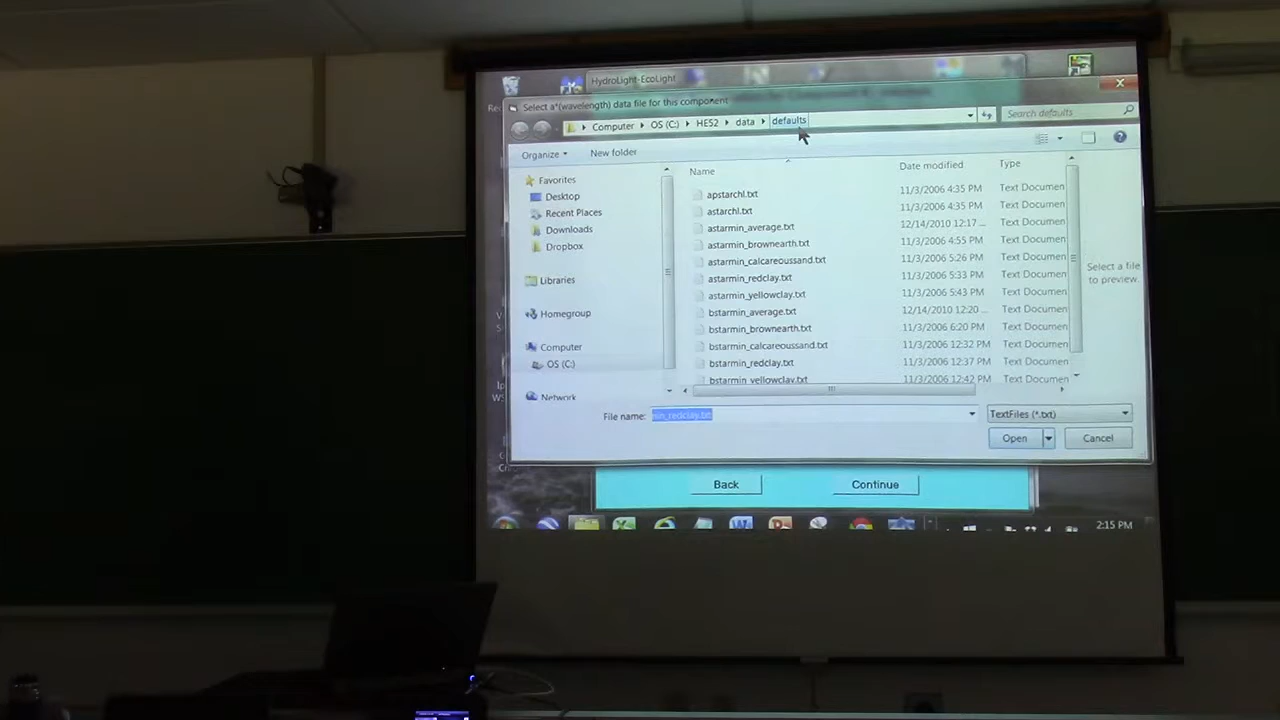 HydroLight-EcoLight
Select a*(wavelength) data file for this component
Computer OS (C:) HE52 data defaults
Search defaults
Organize New folder
Name Date modified Type
Favorites
Desktop
Recent Places
Downloads
Dropbox
Libraries
Homegroup
Computer
OS (C:)
Network
apstarchl.txt 11/3/2006 4:35 PM Text Documen
astarchl.txt 11/3/2006 4:35 PM Text Documen
astarmin_average.txt 12/14/2010 12:17 ... Text Documen
astarmin_brownearth.txt 11/3/2006 4:55 PM Text Documen
astarmin_calcareoussand.txt 11/3/2006 5:26 PM Text Documen
astarmin_redclay.txt 11/3/2006 5:33 PM Text Documen
astarmin_yellowclay.txt 11/3/2006 5:43 PM Text Documen
bstarmin_average.txt 12/14/2010 12:20 ... Text Documen
bstarmin_brownearth.txt 11/3/2006 6:20 PM Text Documen
bstarmin_calcareoussand.txt 11/3/2006 12:32 PM Text Documen
bstarmin_redclay.txt 11/3/2006 12:37 PM Text Documen
bstarmin_yellowclay.txt 11/3/2006 12:42 PM Text Documen
Select a file
to preview.
File name: min_redclay.txt TextFiles (*.txt)
Open Cancel
Back Continue
2:15 PM